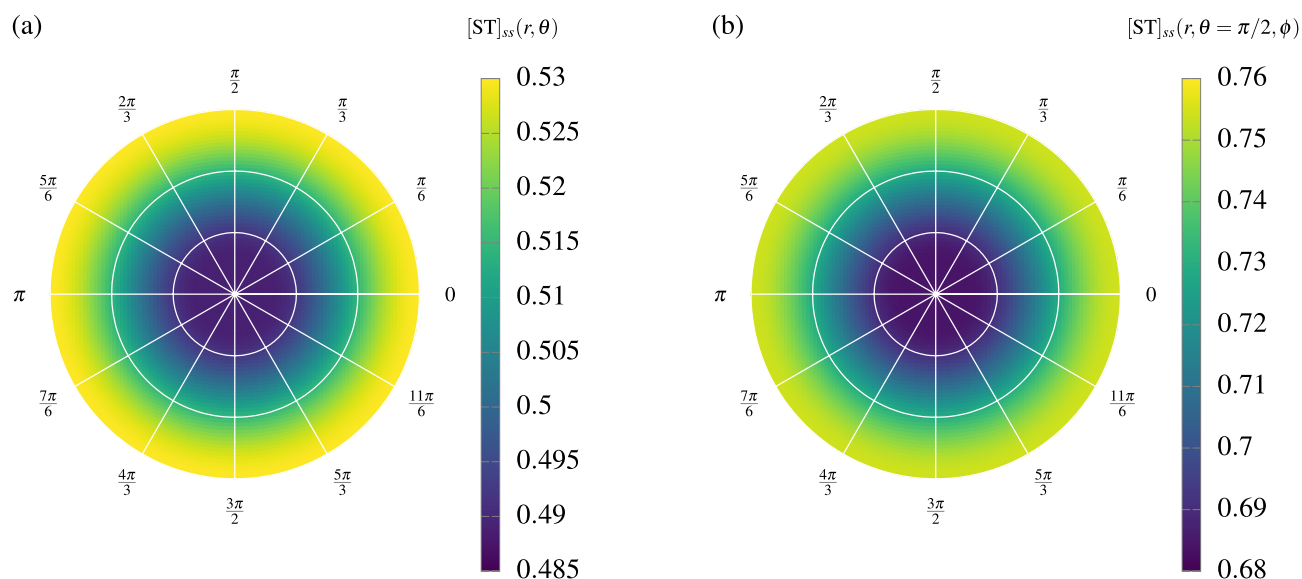 (a)
[ST]ss(r, θ)
π/2
2π/3
π/3
5π/6
π/6
π
0
7π/6
11π/6
4π/3
5π/3
3π/2
0.53
0.525
0.52
0.515
0.51
0.505
0.5
0.495
0.49
0.485
(b)
[ST]ss(r, θ = π/2, ϕ)
π/2
2π/3
π/3
5π/6
π/6
π
0
7π/6
11π/6
4π/3
5π/3
3π/2
0.76
0.75
0.74
0.73
0.72
0.71
0.7
0.69
0.68